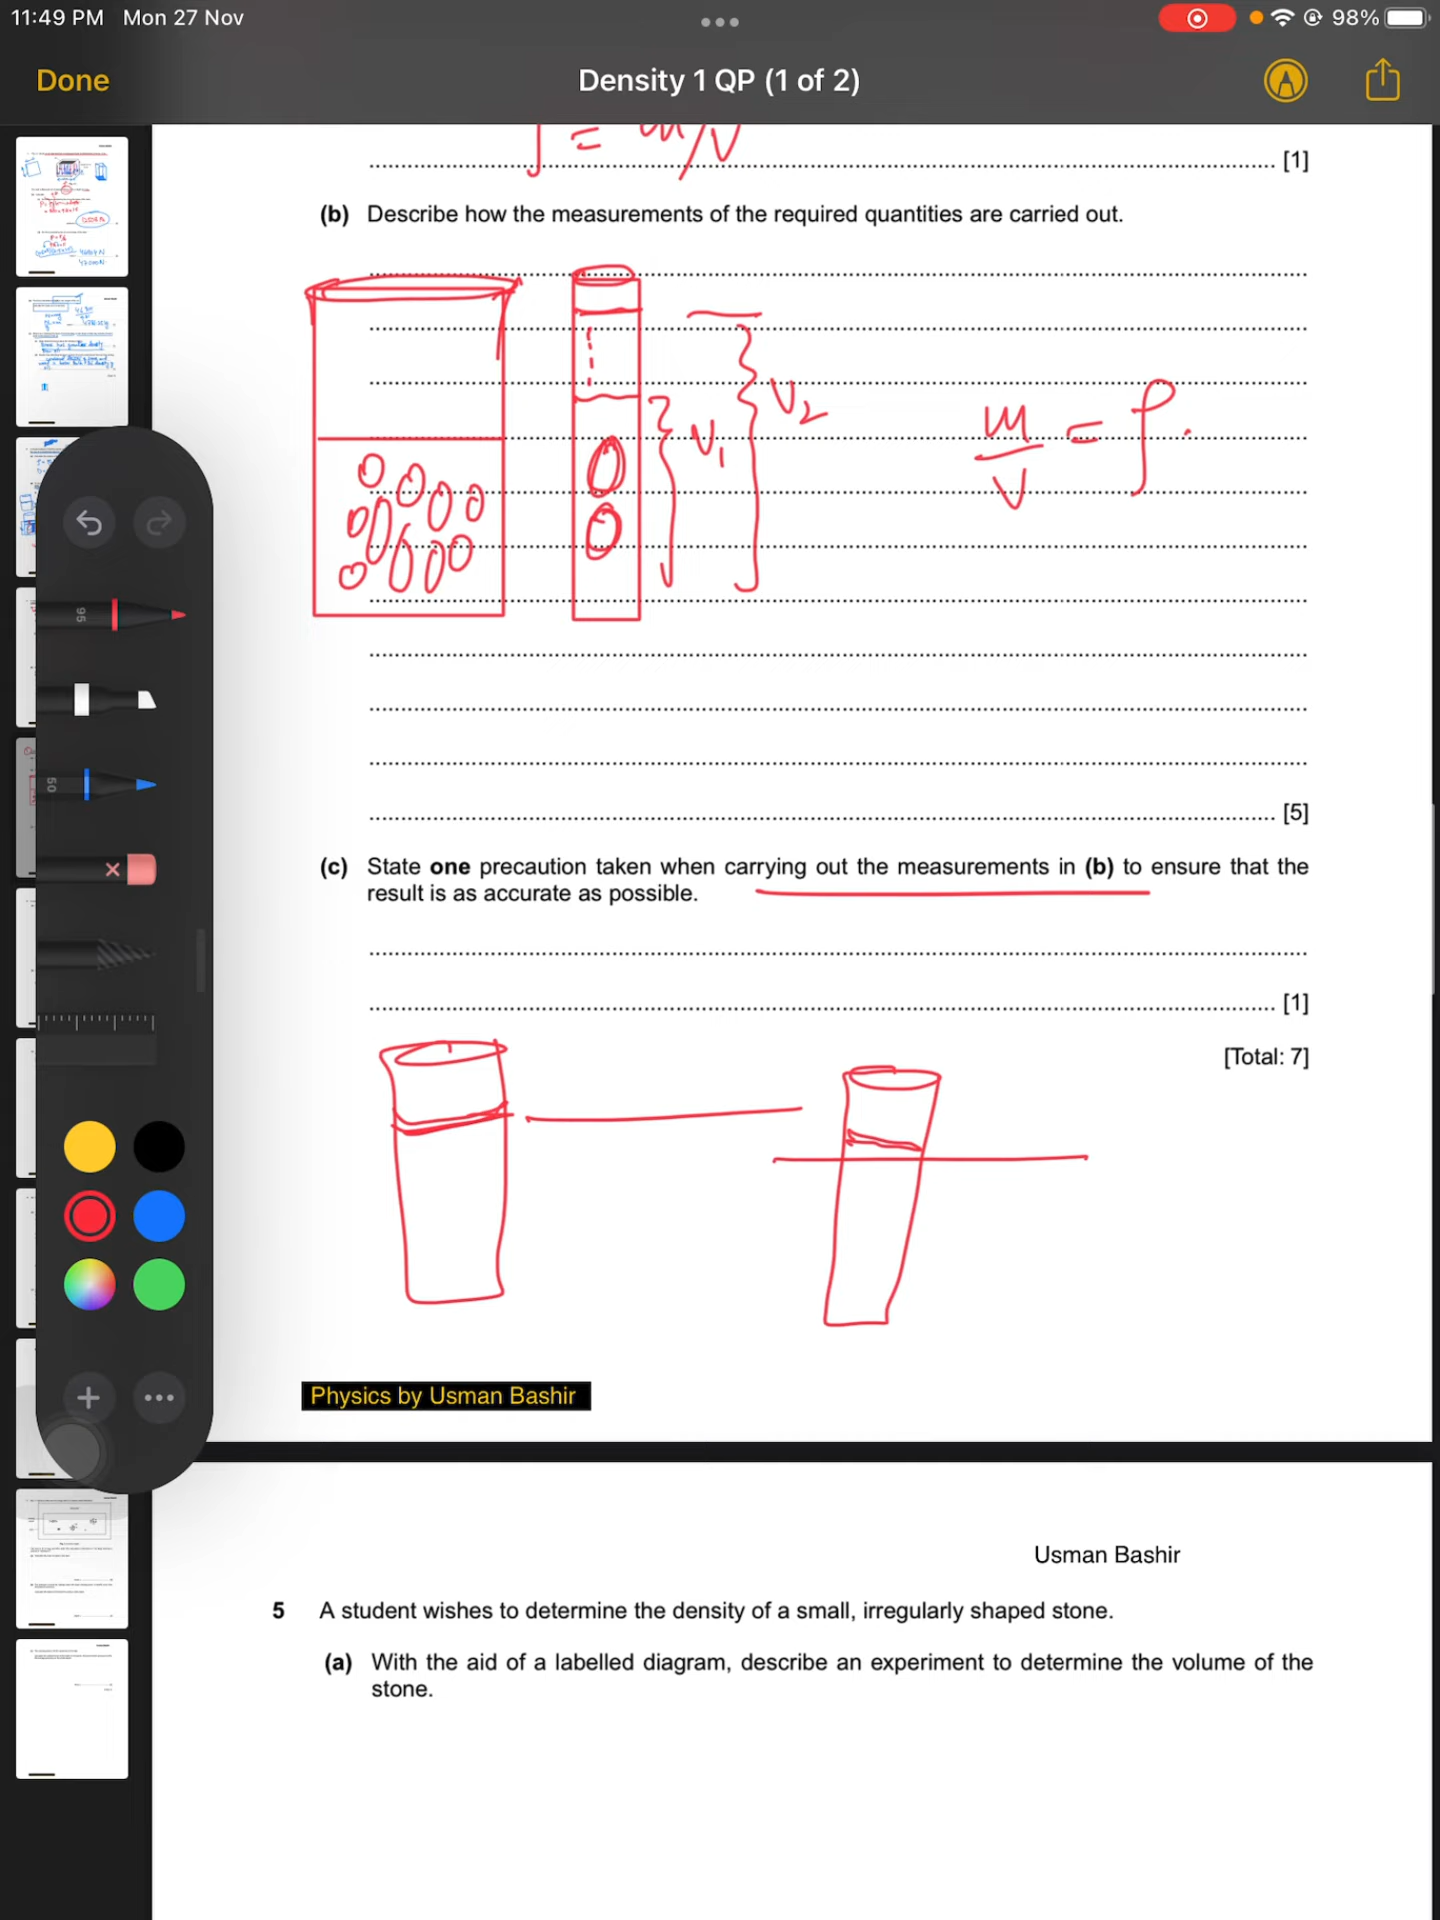 11:49 PM Mon 27 Nov
98%
Done
Density 1 QP (1 of 2)
ρ = m/V
[1]
(b) Describe how the measurements of the required quantities are carried out.
V₁
V₂
m/V = ρ.
[5]
(c) State one precaution taken when carrying out the measurements in (b) to ensure that the
result is as accurate as possible.
[1]
[Total: 7]
95
50
Physics by Usman Bashir
Usman Bashir
5 A student wishes to determine the density of a small, irregularly shaped stone.
(a) With the aid of a labelled diagram, describe an experiment to determine the volume of the
stone.